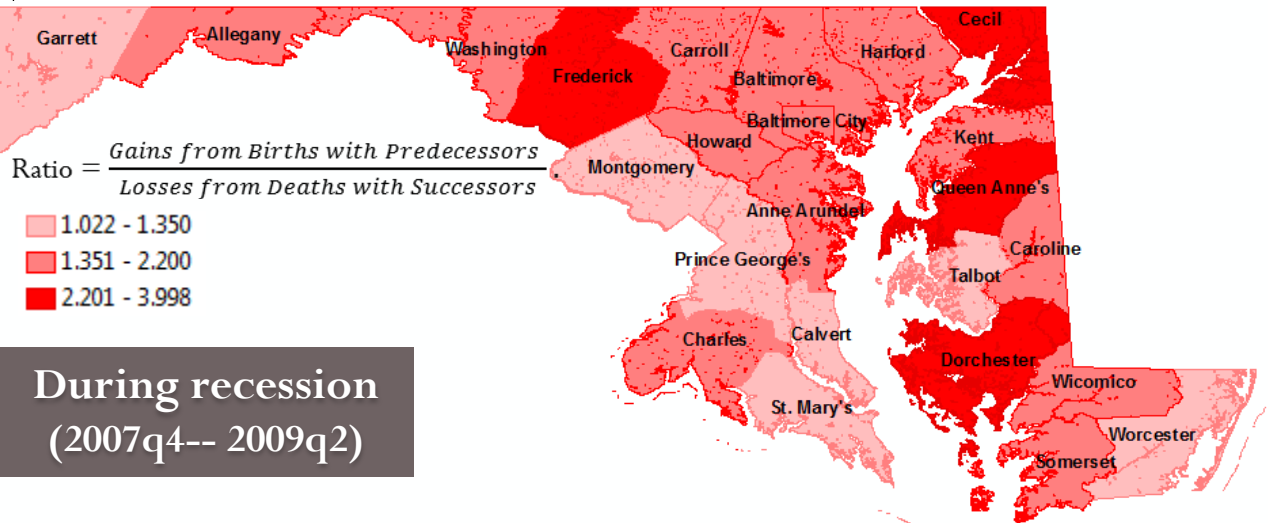 Garrett
Allegany
Washington
Frederick
Carroll
Baltimore
Harford
Cecil
Baltimore City
Howard
Kent
Montgomery
Queen Anne's
Anne Arundel
Caroline
Prince George's
Talbot
Charles
Calvert
Dorchester
Wicomico
St. Mary's
Worcester
Somerset
Ratio = Gains from Births with Predecessors
Losses from Deaths with Successors .
1.022 - 1.350
1.351 - 2.200
2.201 - 3.998
During recession
(2007q4-- 2009q2)